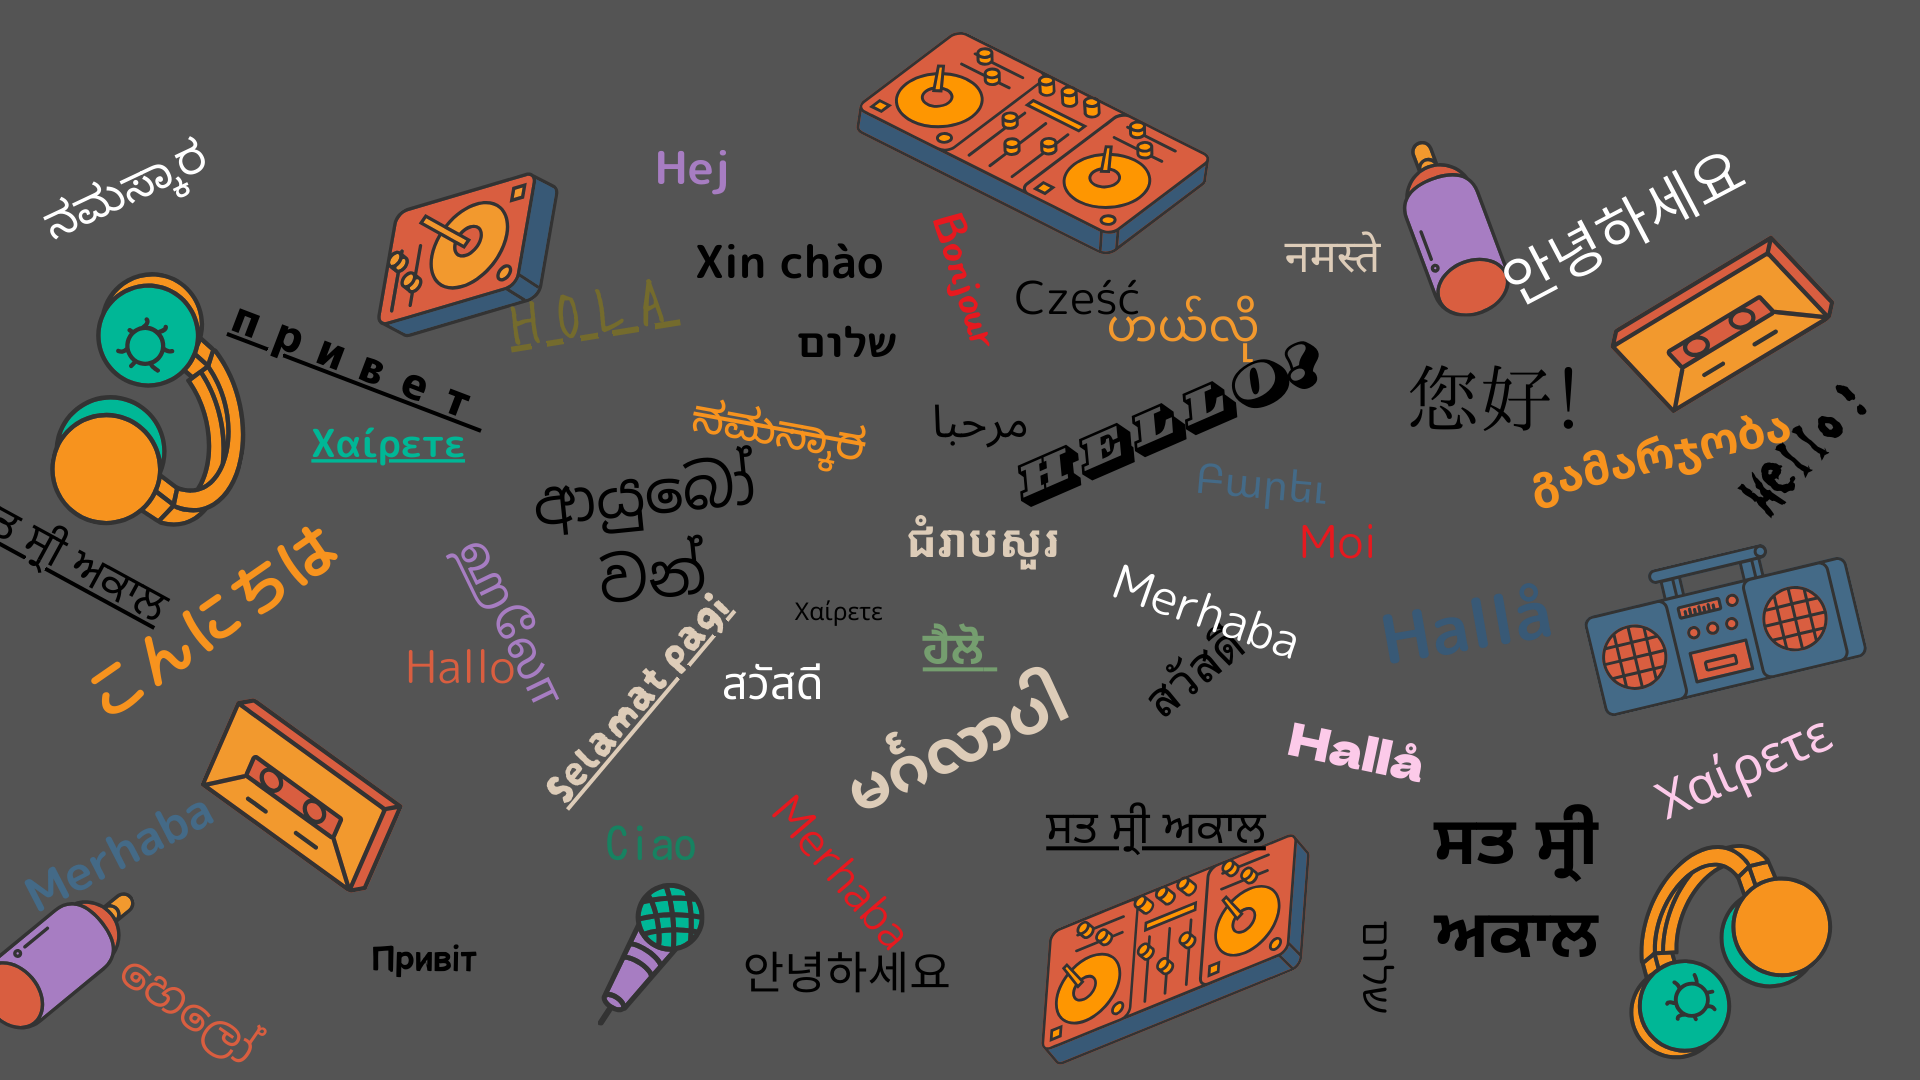 ನಮಸ್ಕಾರ
Hej
Xin chào
Bonjour
नमस्ते
안녕하세요
HOLA
привет
שלום
Cześć
ဟယ်လို
HELLO?
您好!
Hello!
Χαίρετε
ನಮಸ್ಕಾರ
مرحبا
გამარჯობა
Բարեւ
ආයුබෝ
වන්
ជំរាបសួរ
Moi
ਤ ਸ੍ਰੀ ਅਕਾਲ
こんにちは
ஹலோ
Hallo
Χαίρετε
ਹੈਲੋ
Merhaba
สวัสดี
Hallå
Selamat pagi
สวัสดี
မင်္ဂလာပါ
Hallå
Χαίρετε
Merhaba
Ciao
Merhaba
ਸਤ ਸ੍ਰੀ ਅਕਾਲ
ਸਤ ਸ੍ਰੀ
ਅਕਾਲ
Привіт
안녕하세요
שלום
හෙලෝ